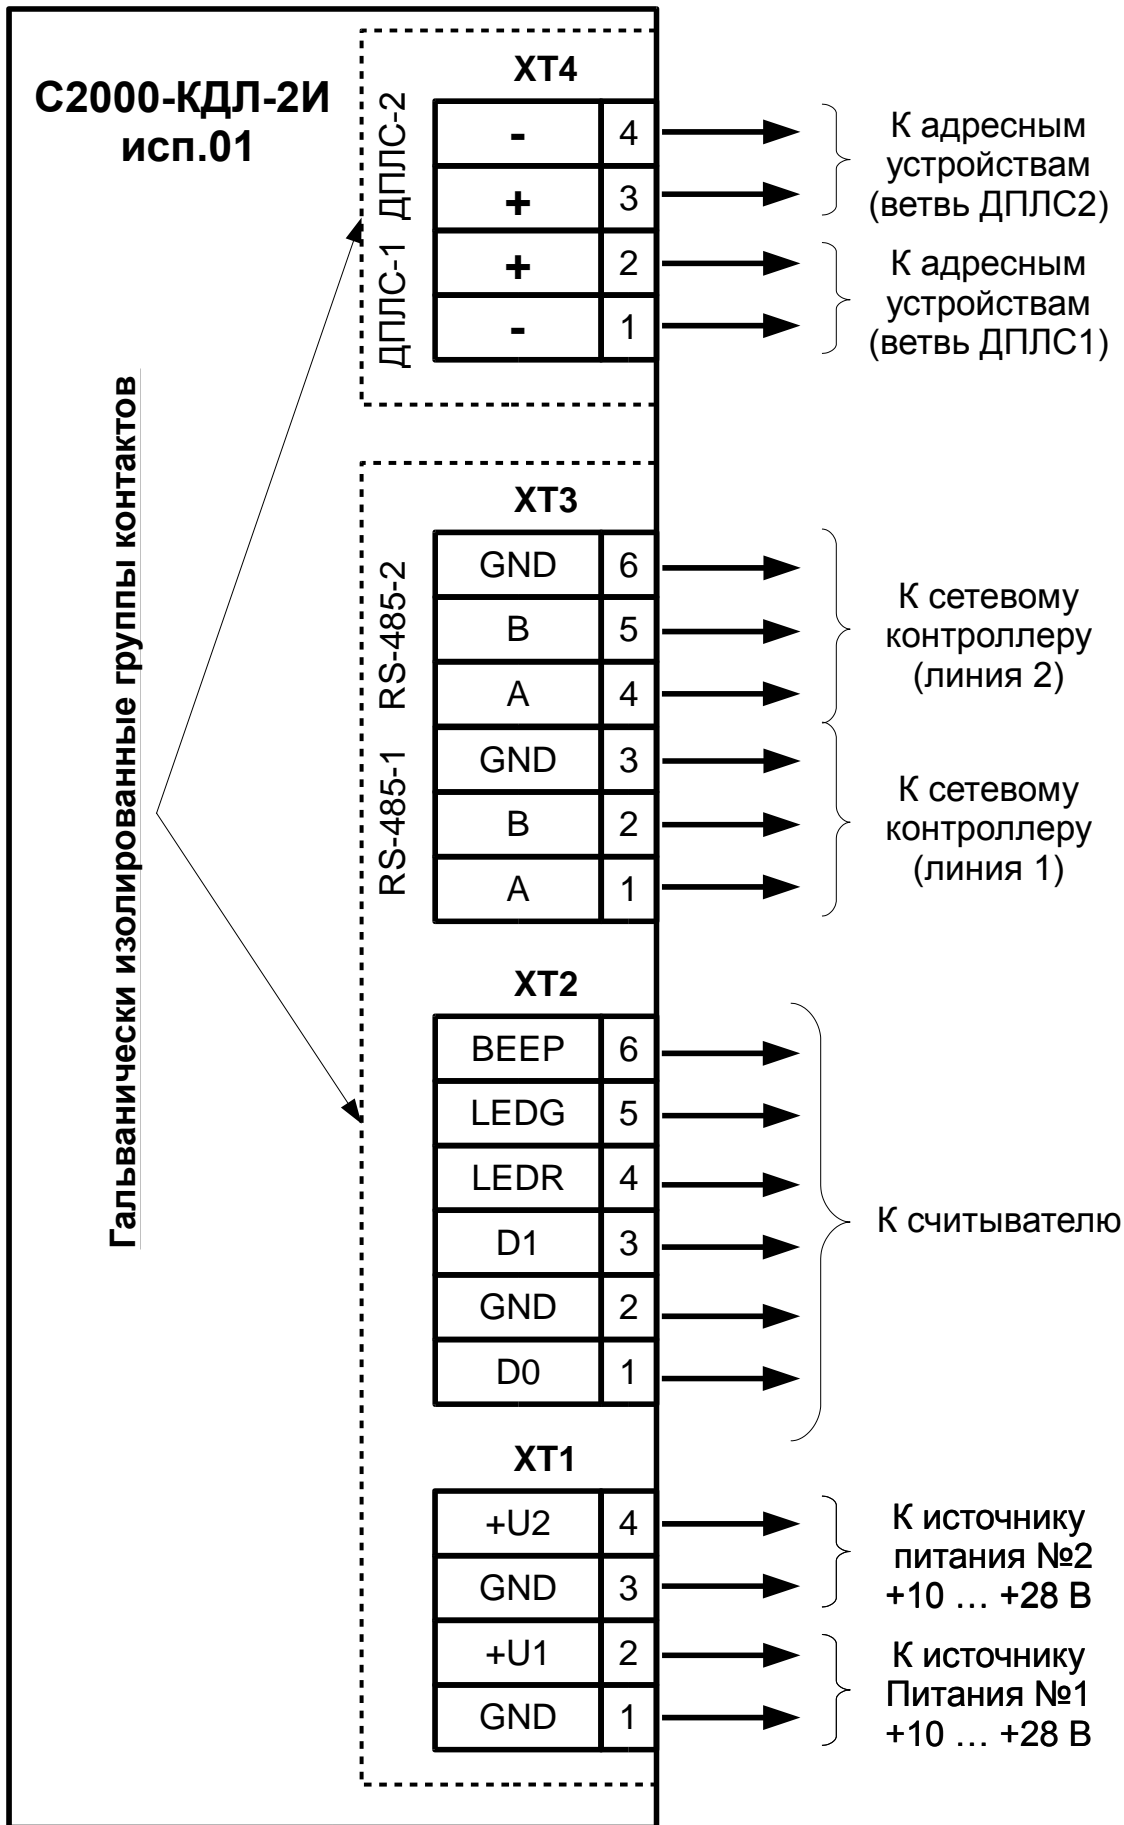 С2000-КДЛ-2И
исп.01
Гальванически изолированные группы контактов
XT4
ДПЛС-2
- 4
+ 3
К адресным
устройствам
(ветвь ДПЛС2)
ДПЛС-1
+ 2
- 1
К адресным
устройствам
(ветвь ДПЛС1)
XT3
RS-485-2
GND 6
B 5
A 4
К сетевому
контроллеру
(линия 2)
RS-485-1
GND 3
B 2
A 1
К сетевому
контроллеру
(линия 1)
XT2
BEEP 6
LEDG 5
LEDR 4
D1 3
GND 2
D0 1
К считывателю
XT1
+U2 4
GND 3
К источнику
питания №2
+10 … +28 В
+U1 2
GND 1
К источнику
Питания №1
+10 … +28 В